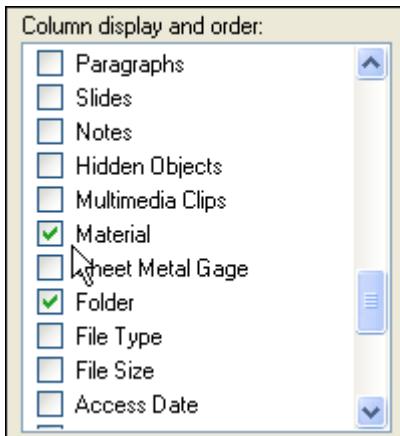 Column display and order:
Paragraphs
Slides
Notes
Hidden Objects
Multimedia Clips
Material
Sheet Metal Gage
Folder
File Type
File Size
Access Date